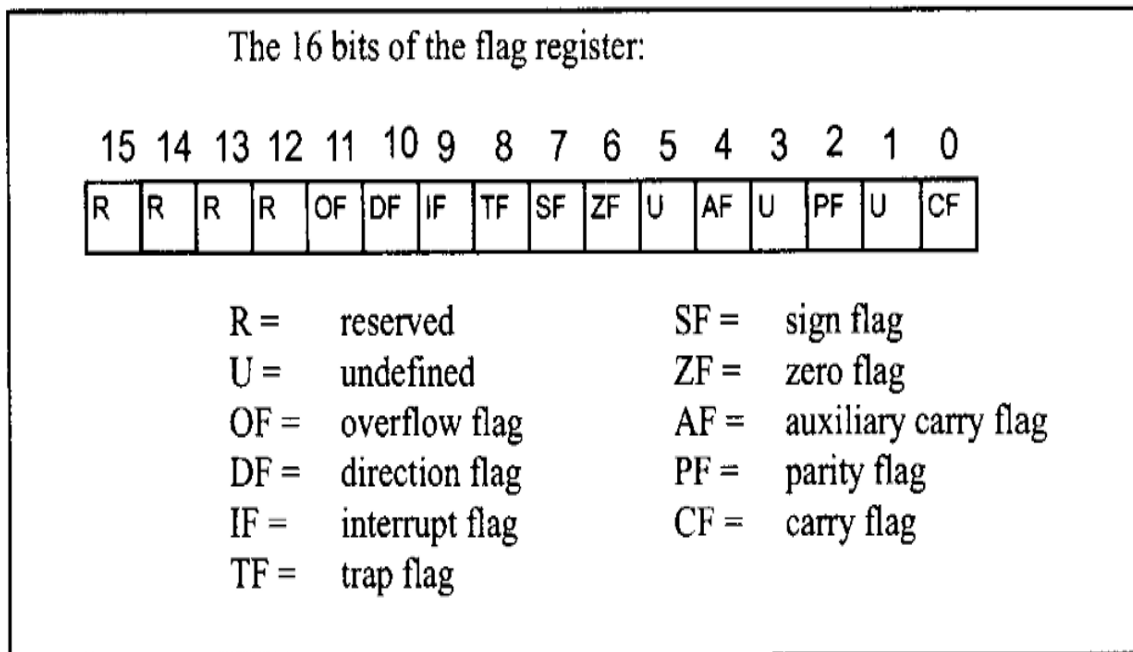 The 16 bits of the flag register:
15 14 13 12 11 10 9 8 7 6 5 4 3 2 1 0
R R R R OF DF IF TF SF ZF U AF U PF U CF
R = reserved SF = sign flag
U = undefined ZF = zero flag
OF = overflow flag AF = auxiliary carry flag
DF = direction flag PF = parity flag
IF = interrupt flag CF = carry flag
TF = trap flag